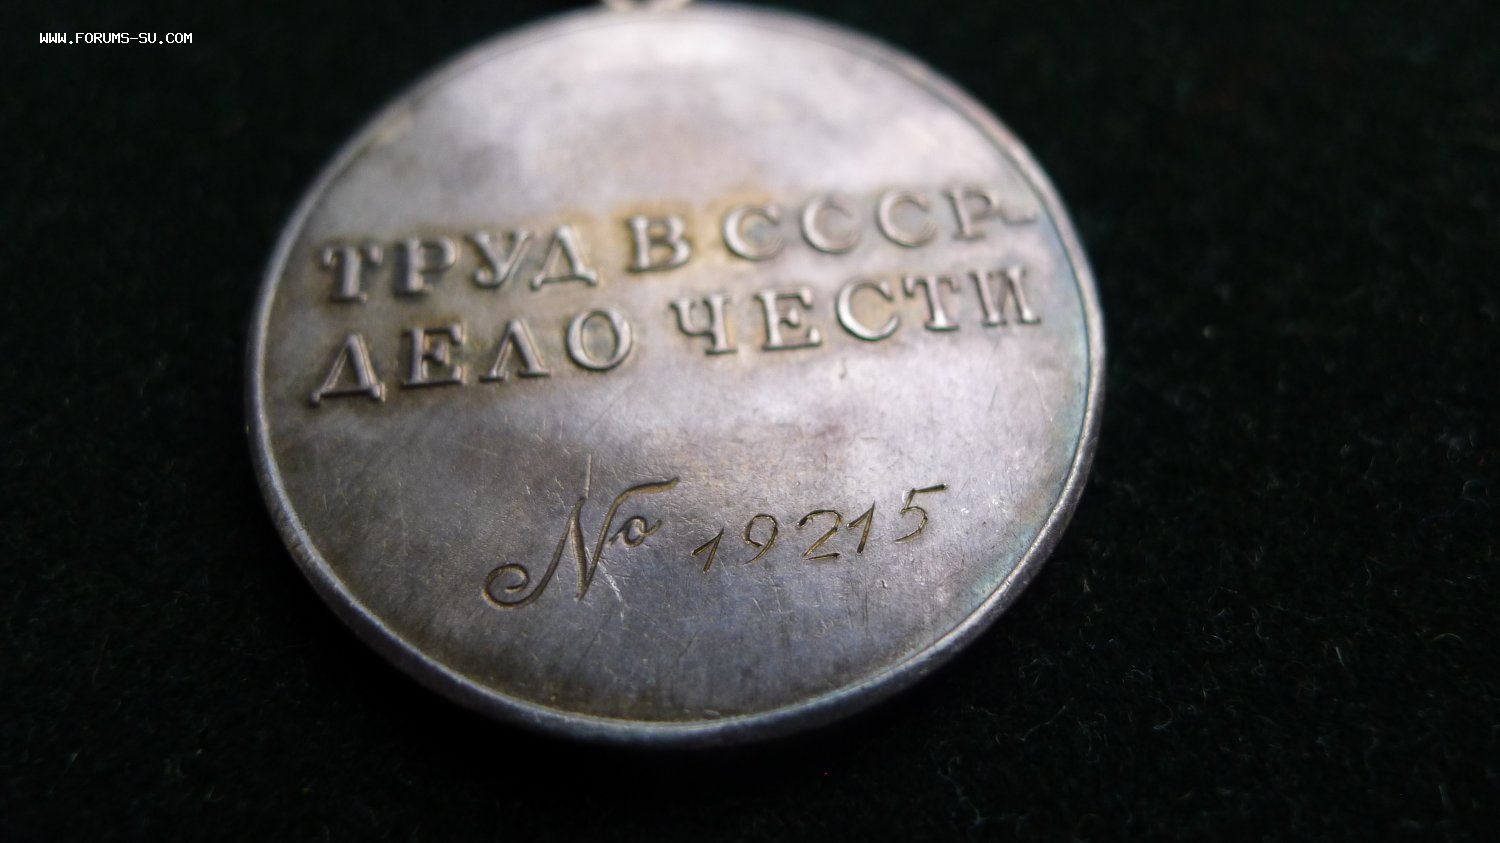 WWW.FORUMS-SU.COM
ТРУД В СССР-
ДЕЛО ЧЕСТИ
№ 19215